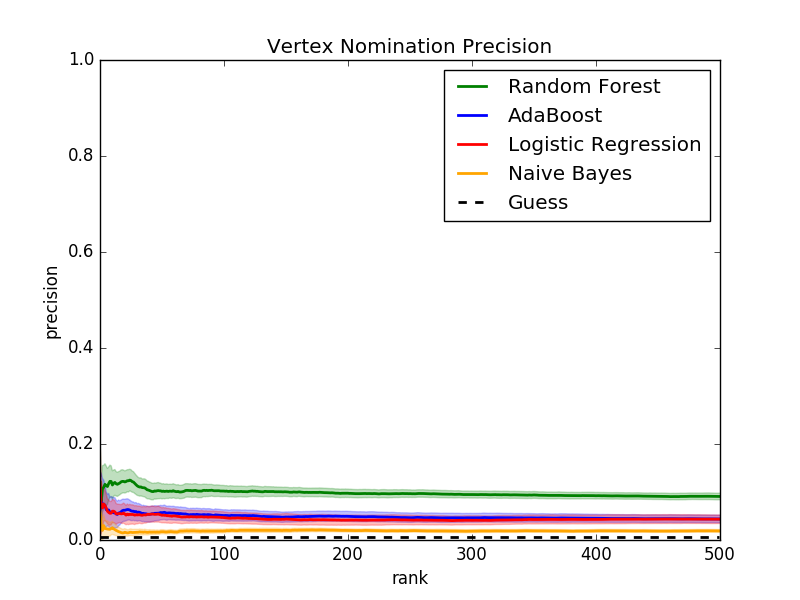 Vertex Nomination Precision
1.0
0.8
0.6
0.4
0.2
0.0
precision
Random Forest
AdaBoost
Logistic Regression
Naive Bayes
Guess
0 100 200 300 400 500
rank